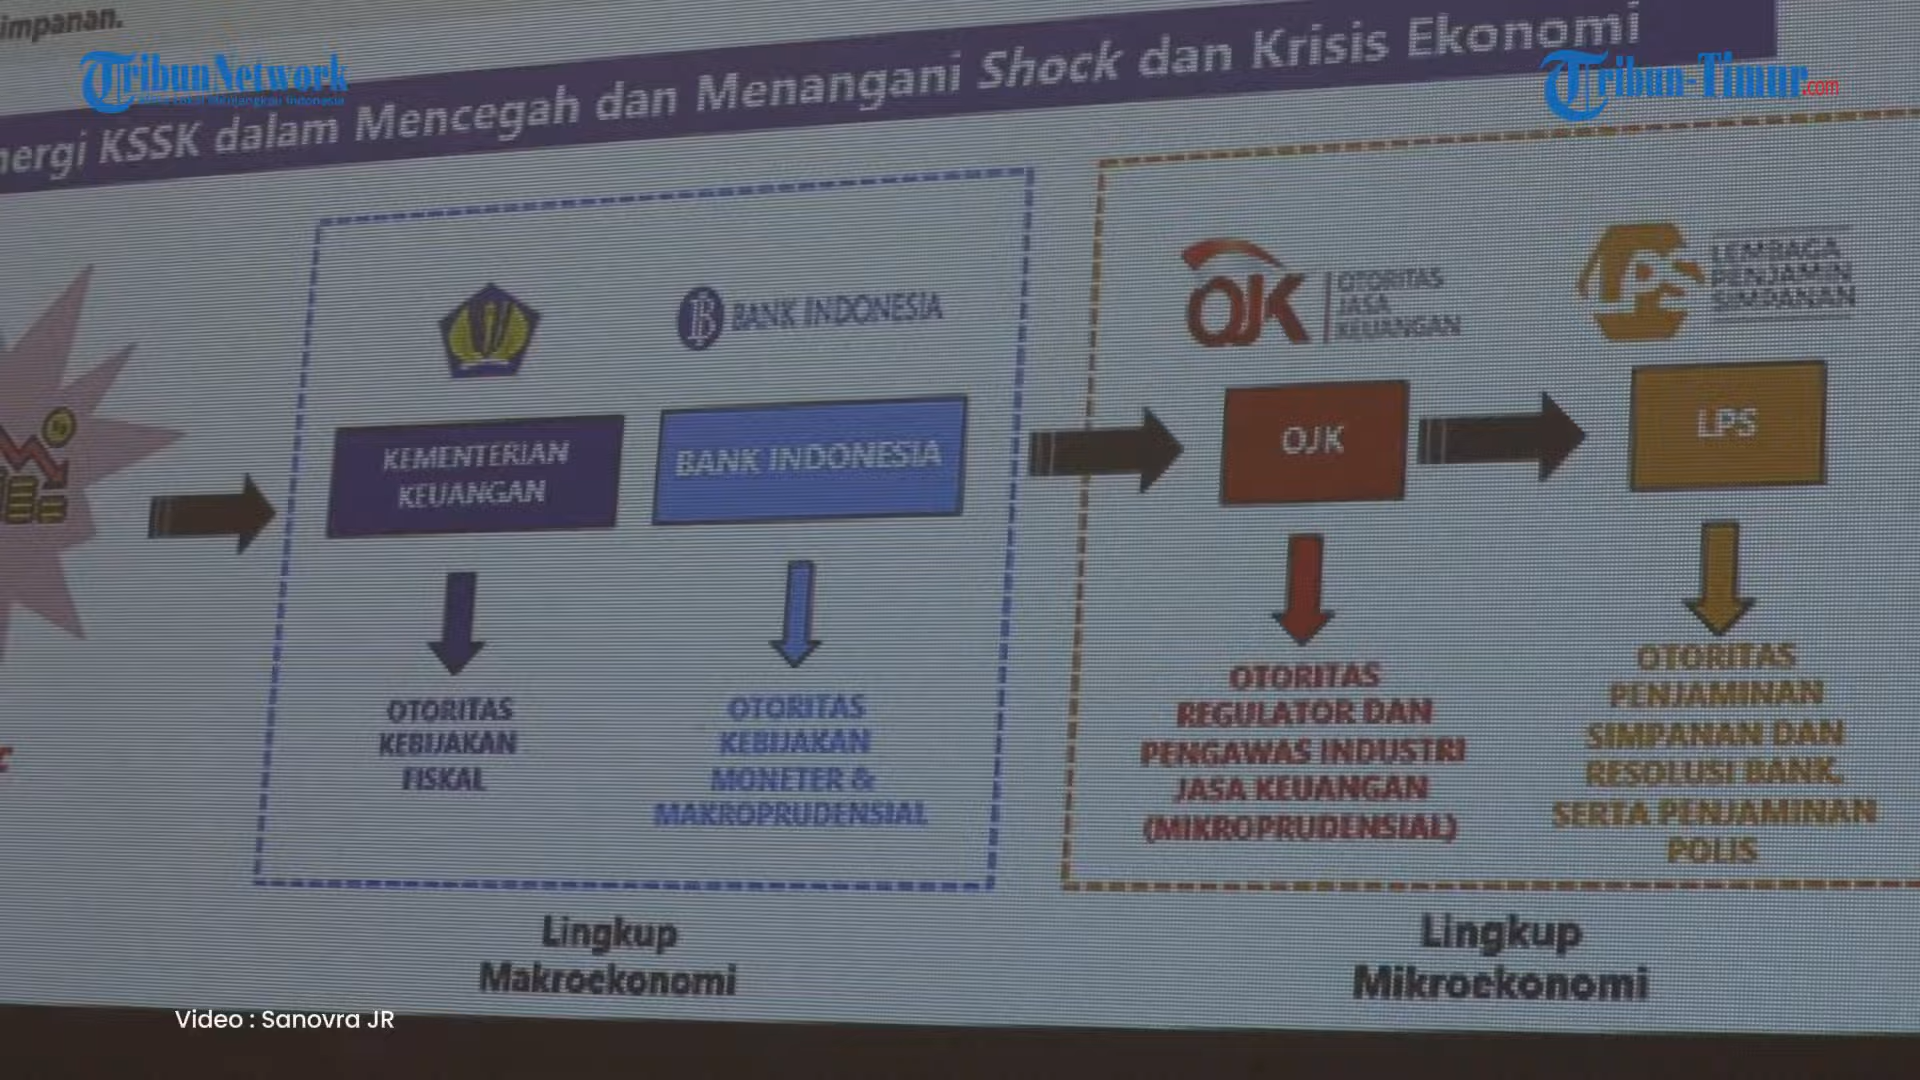 impanan.
TribunNetwork
nergi KSSK dalam Mencegah dan Menangani Shock dan Krisis Ekonomi
Tribun-Timur.com
BANK INDONESIA
OJK
OTORITAS
JASA
KEUANGAN
LPS
LEMBAGA
PENJAMIN
SIMPANAN
KEMENTERIAN
KEUANGAN
BANK INDONESIA
OJK
LPS
OTORITAS
KEBIJAKAN
FISKAL
OTORITAS
KEBIJAKAN
MONETER &
MAKROPRUDENSIAL
OTORITAS
REGULATOR DAN
PENGAWAS INDUSTRI
JASA KEUANGAN
(MIKROPRUDENSIAL)
OTORITAS
PENJAMINAN
SIMPANAN DAN
RESOLUSI BANK,
SERTA PENJAMINAN
POLIS
Lingkup
Makroekonomi
Lingkup
Mikroekonomi
Video : Sanovra JR